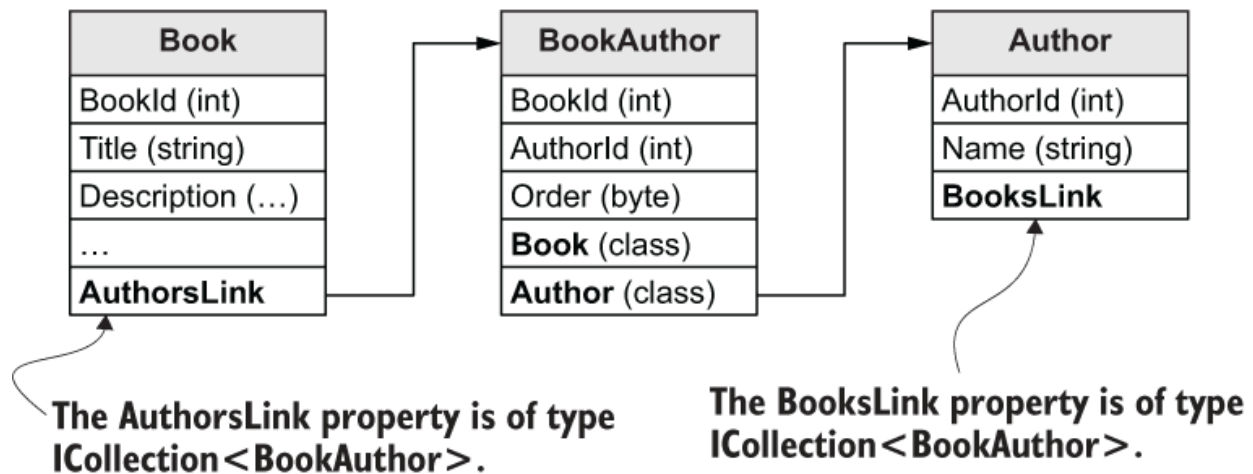 Book
BookId (int)
Title (string)
Description (…)
…
AuthorsLink
BookAuthor
BookId (int)
AuthorId (int)
Order (byte)
Book (class)
Author (class)
Author
AuthorId (int)
Name (string)
BooksLink
The AuthorsLink property is of type
ICollection<BookAuthor>.
The BooksLink property is of type
ICollection<BookAuthor>.